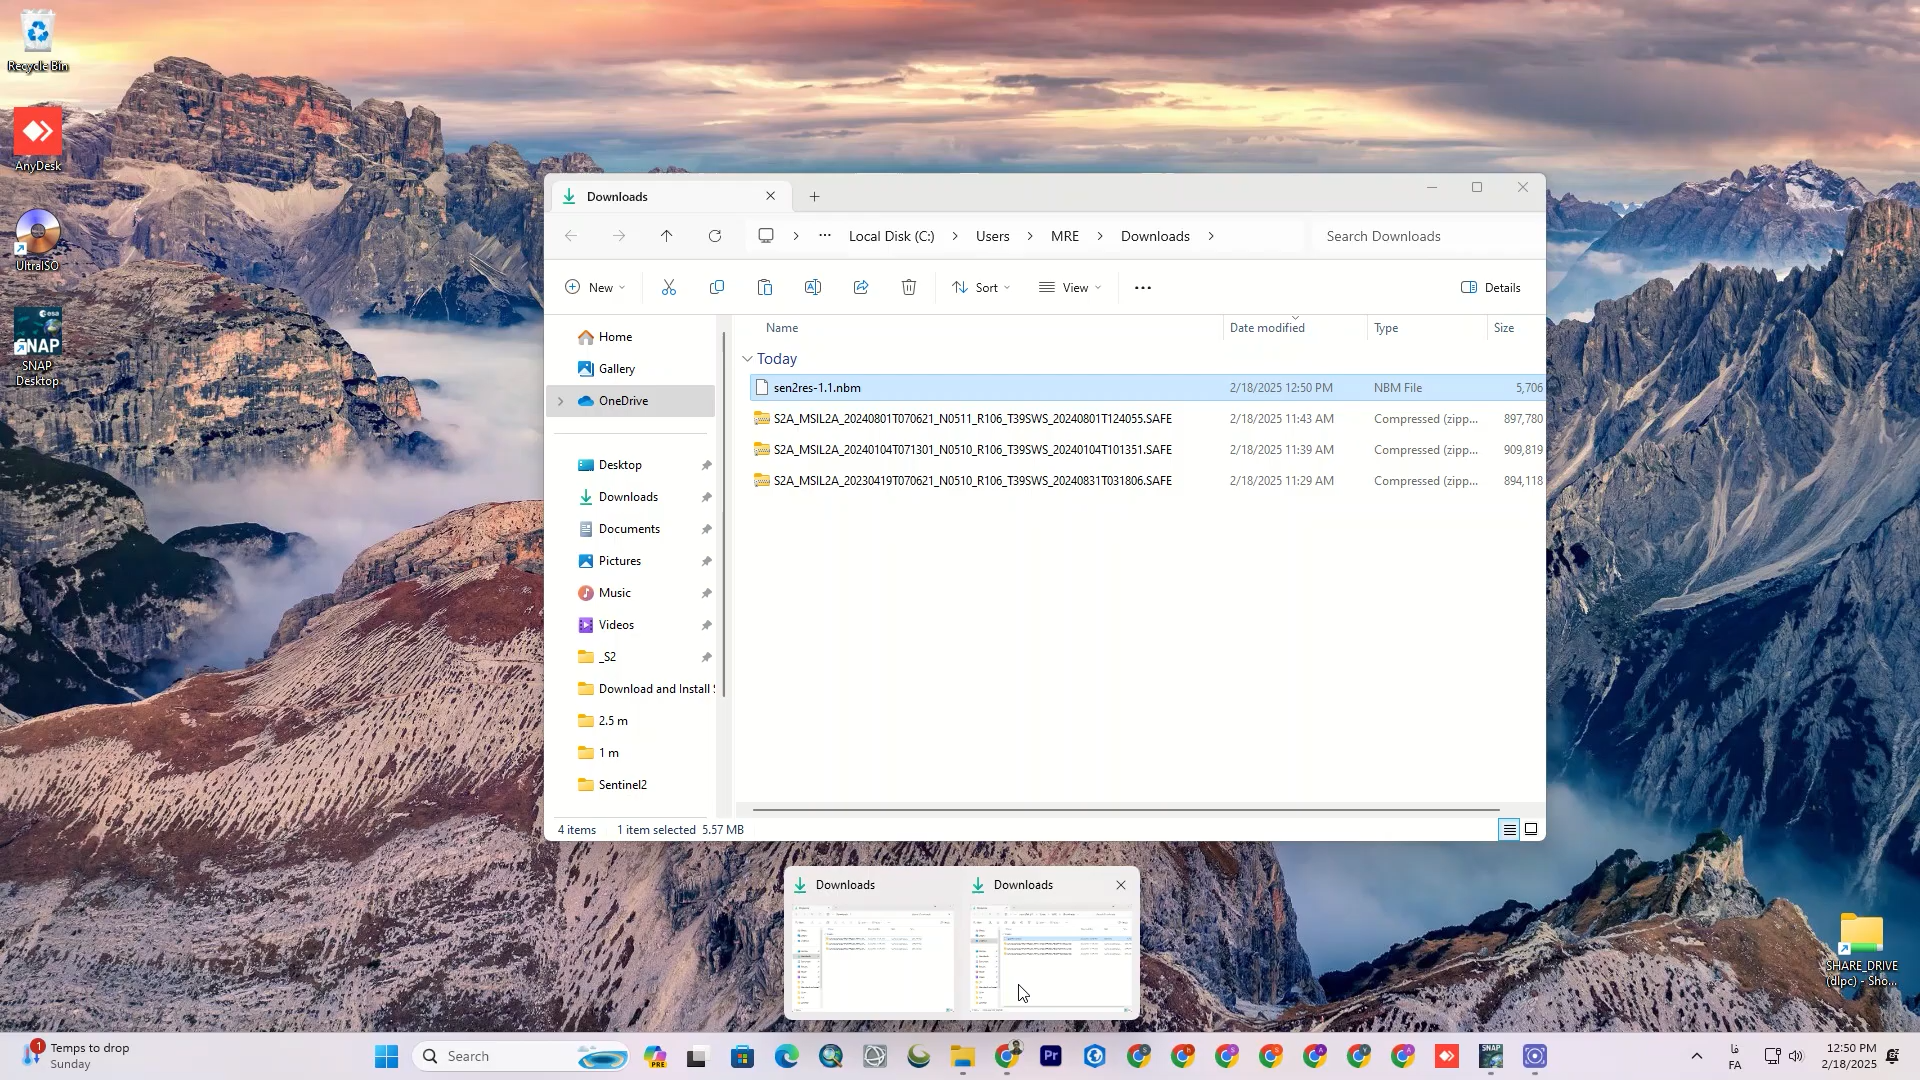 Recycle Bin
AnyDesk
UltraISO
esa
SNAP
SNAP
Desktop
Downloads
Local Disk (C:)
Users
MRE
Downloads
Search Downloads
New
Sort
View
Details
Home
Gallery
OneDrive
Desktop
Downloads
Documents
Pictures
Music
Videos
_S2
Download and Install
2.5 m
1 m
Sentinel2
Name
Date modified
Type
Size
Today
sen2res-1.1.nbm
2/18/2025 12:50 PM
NBM File
5,706
S2A_MSIL2A_20240801T070621_N0511_R106_T39SWS_20240801T124055.SAFE
2/18/2025 11:43 AM
Compressed (zipp...
897,780
S2A_MSIL2A_20240104T071301_N0510_R106_T39SWS_20240104T101351.SAFE
2/18/2025 11:39 AM
Compressed (zipp...
909,819
S2A_MSIL2A_20230419T070621_N0510_R106_T39SWS_20240831T031806.SAFE
2/18/2025 11:29 AM
Compressed (zipp...
894,118
4 items
1 item selected 5.57 MB
Downloads
Downloads
SHARE_DRIVE
(dlpc) - Sho...
1
Temps to drop
Sunday
Search
PRE
Pr
SNAP
فا
FA
12:50 PM
2/18/2025